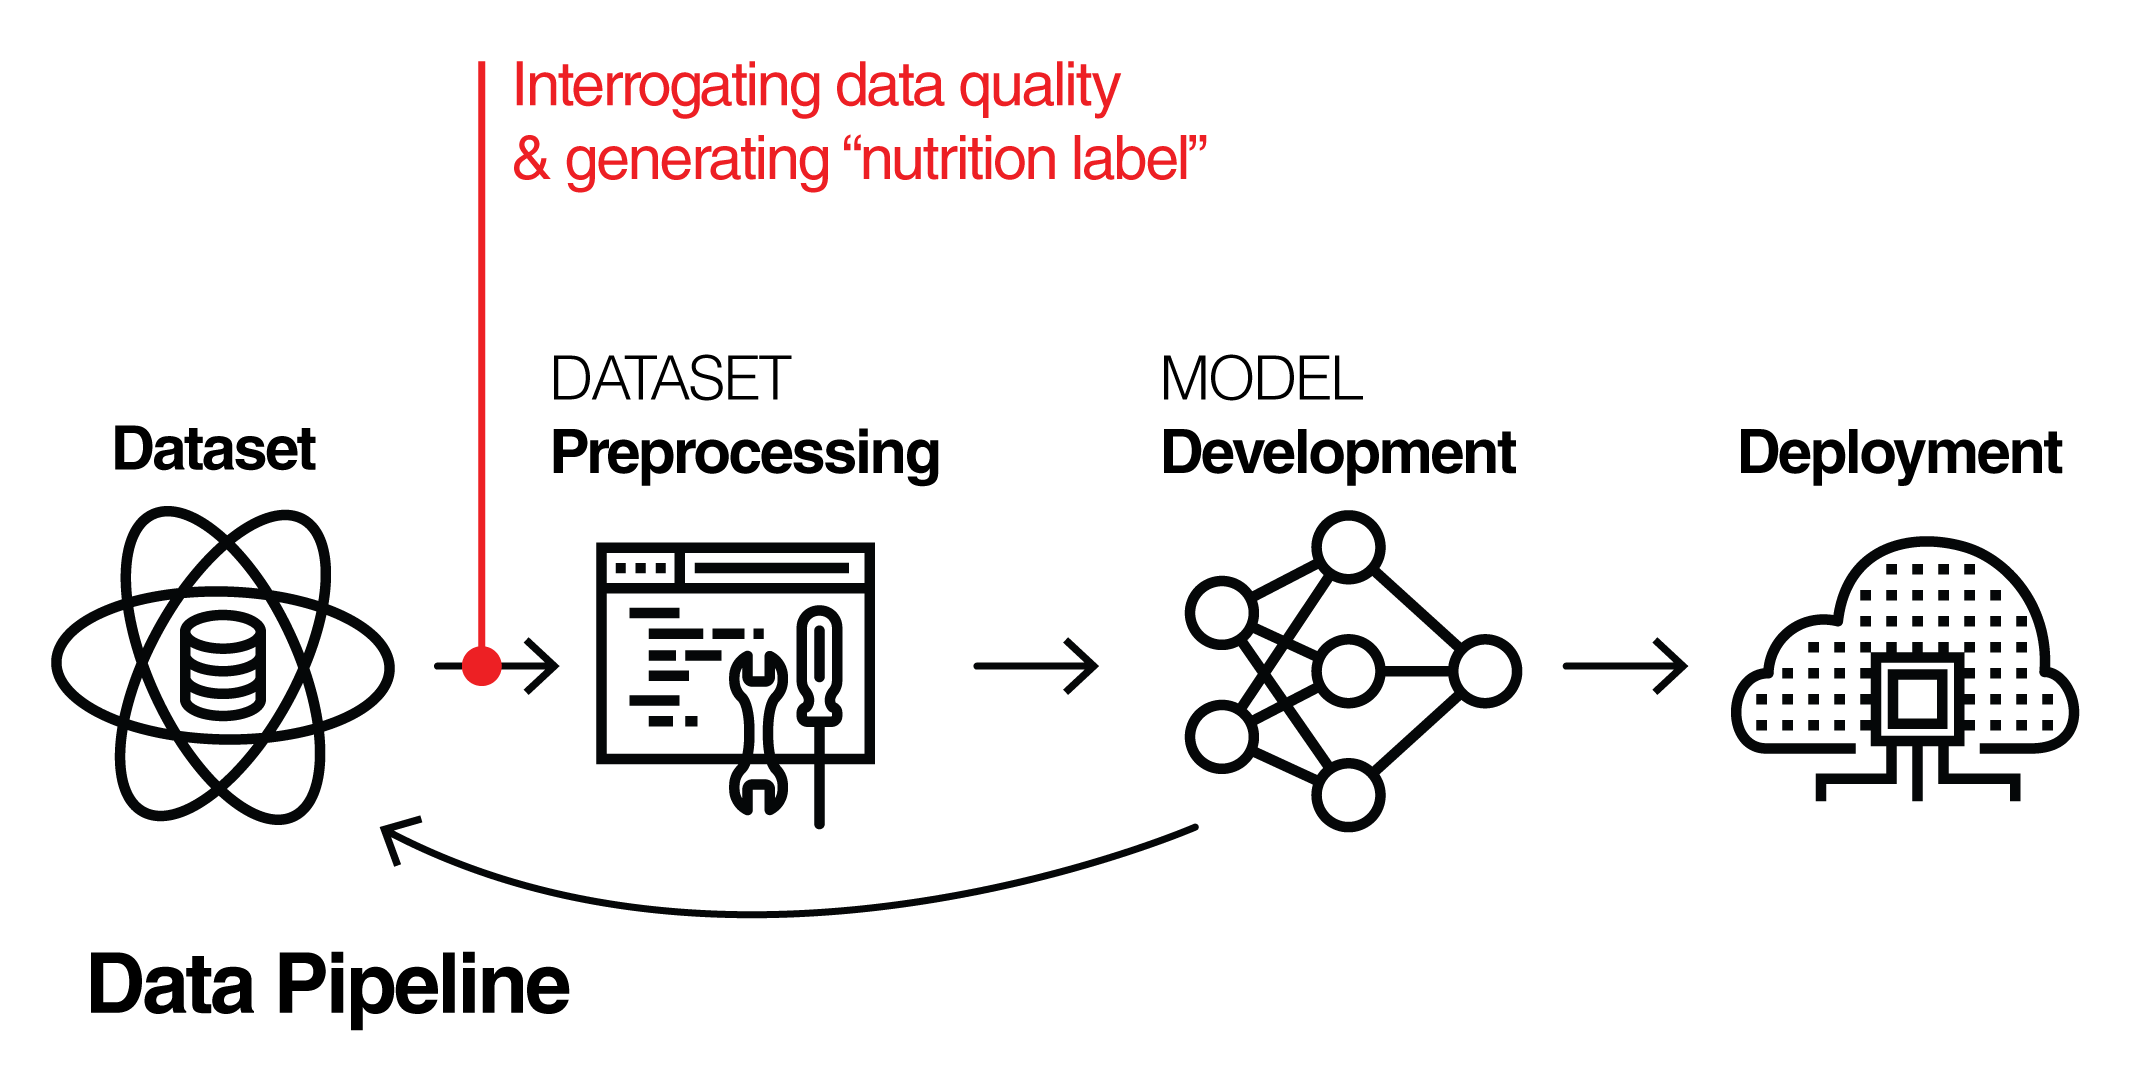 Interrogating data quality
& generating “nutrition label”
Dataset
DATASET
Preprocessing
MODEL
Development
Deployment
Data Pipeline